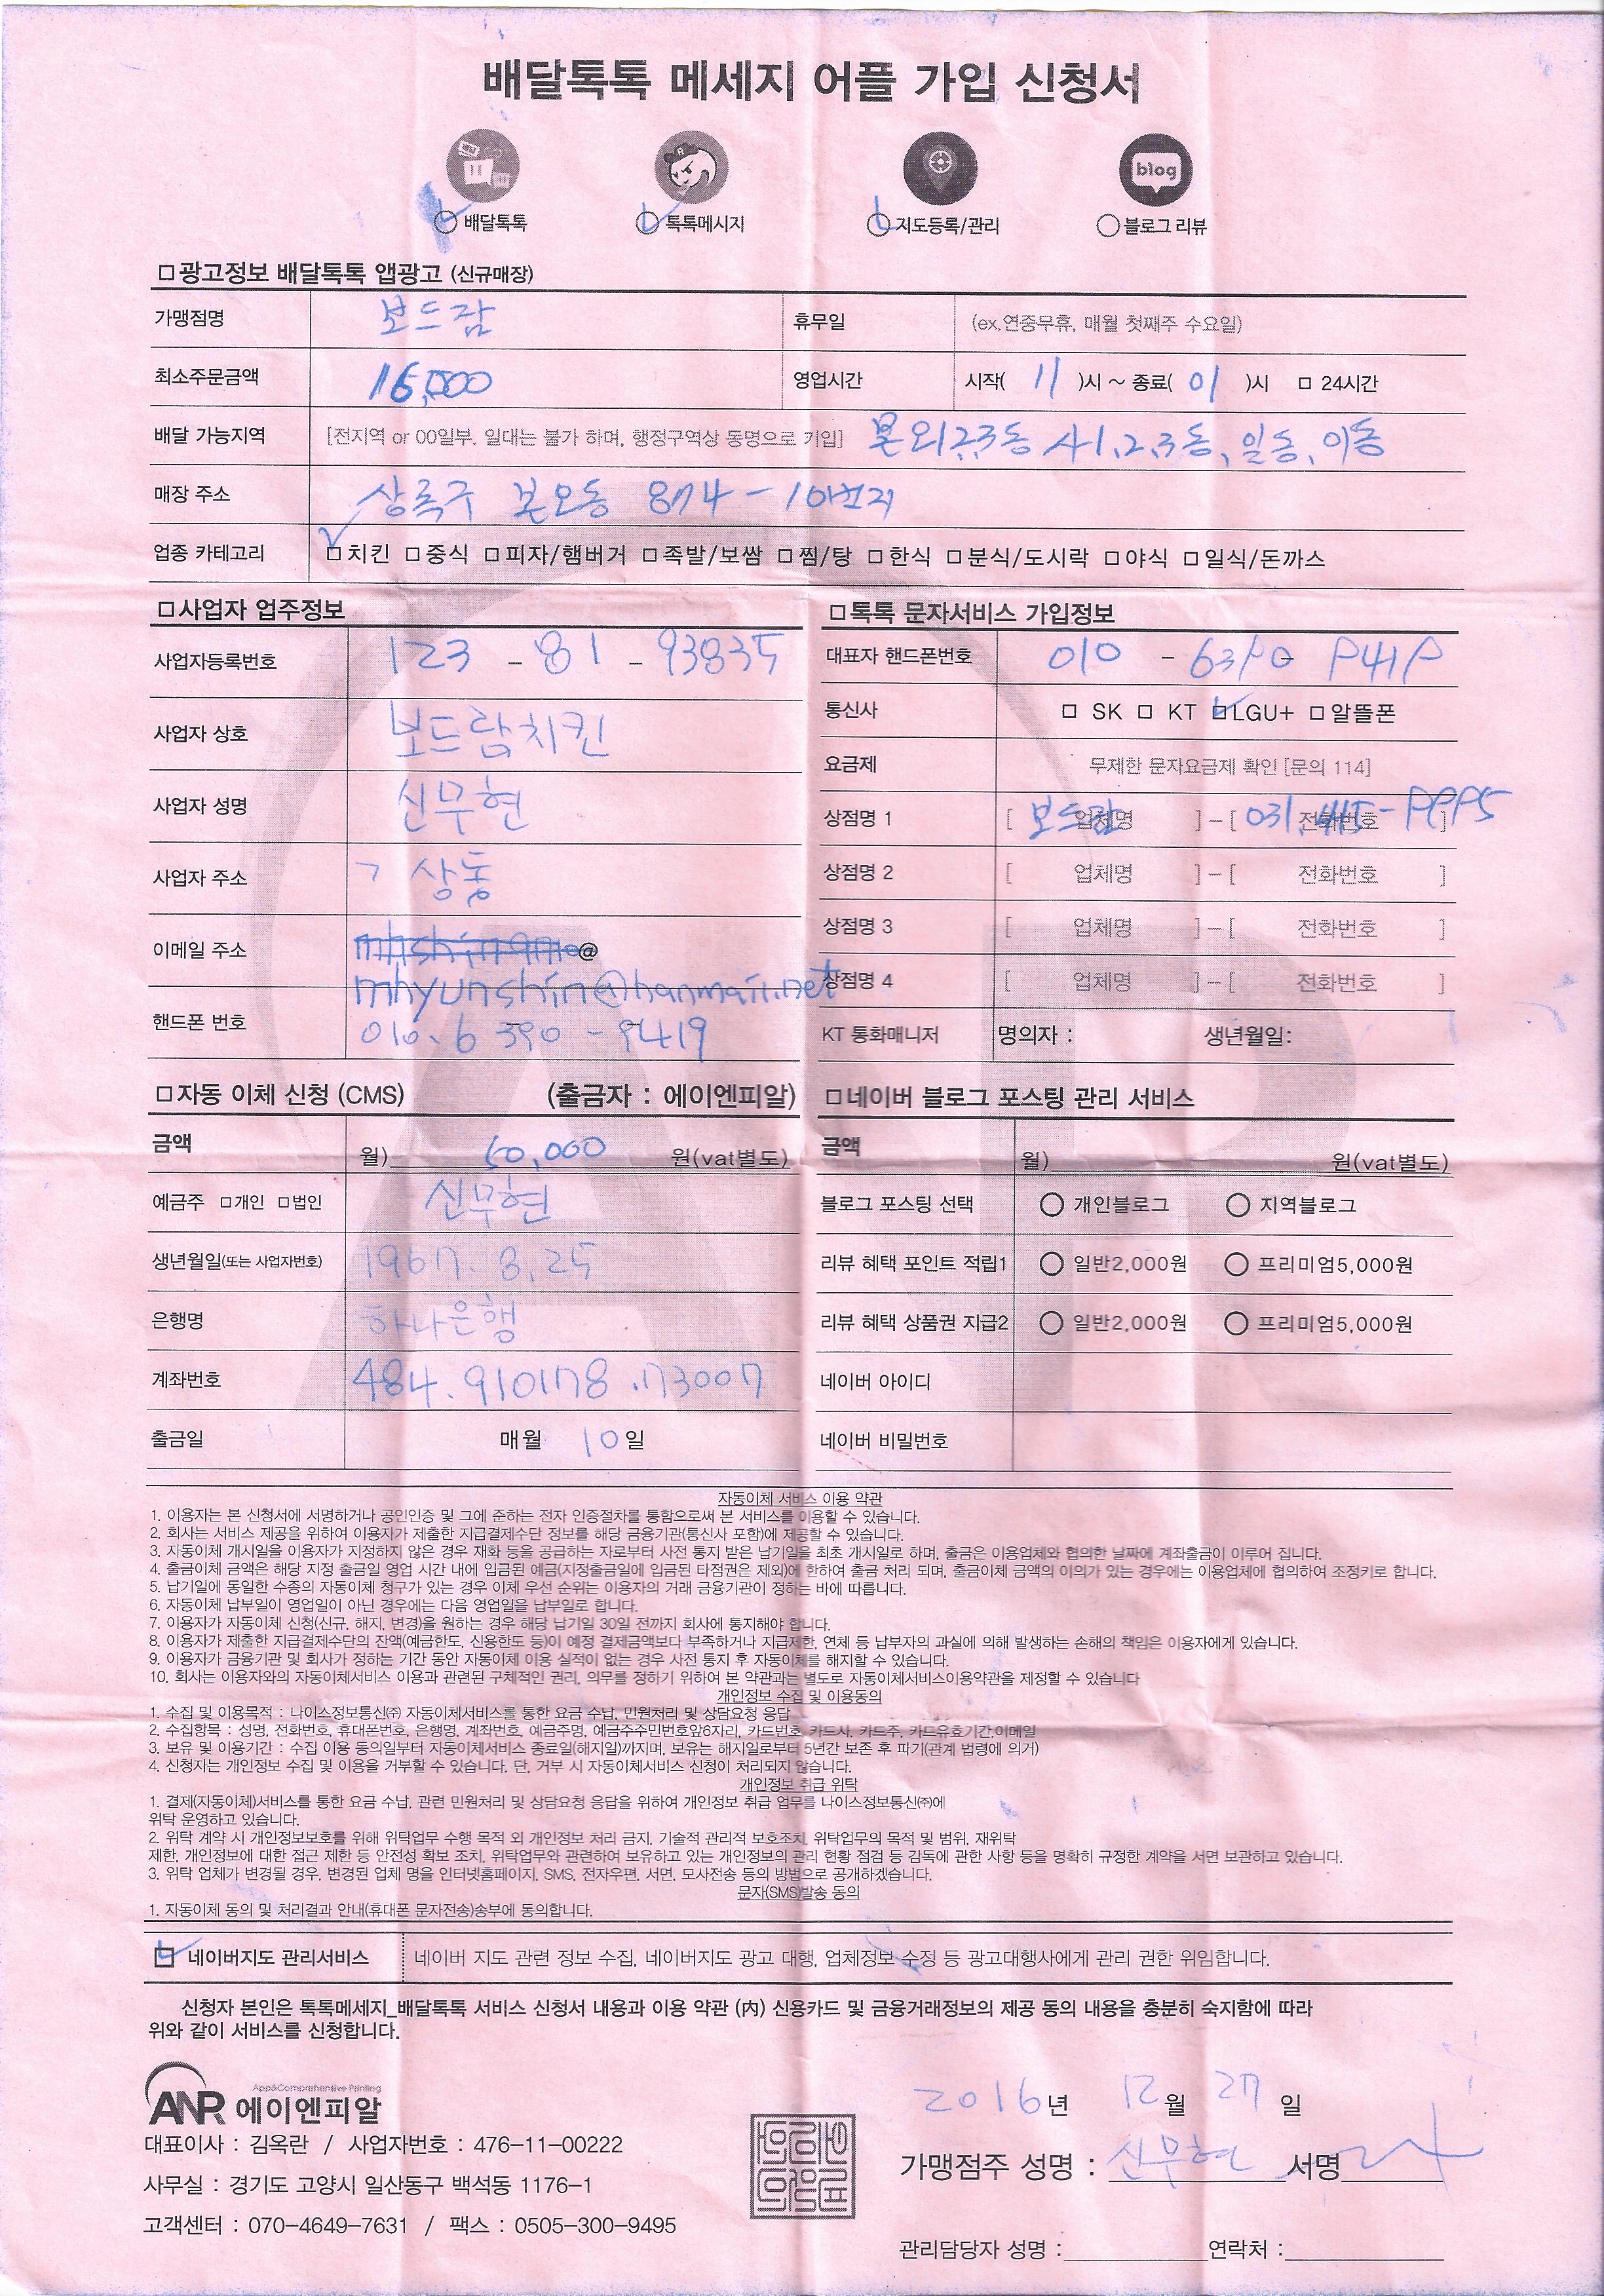 배달톡톡 메세지 어플 가입 신청서
blog
배달톡톡 톡톡메시지 지도등록/관리 블로그 리뷰
□광고정보 배달톡톡 앱광고 (신규매장)
가맹점명 보드람 휴무일 (ex,연중무휴, 매월 첫째주 수요일)
최소주문금액 16,000 영업시간 시작( 11 )시 ~ 종료( 01 )시 □ 24시간
배달 가능지역 [전지역 or 00일부. 일대는 불가 하며, 행정구역상 동명으로 기입] 본오1,2,3동 사1,2,3동, 일동, 이동
매장 주소 상록구 본오동 874-10번지
업종 카테고리 □치킨 □중식 □피자/햄버거 □족발/보쌈 □찜/탕 □한식 □분식/도시락 □야식 □일식/돈까스
□사업자 업주정보
사업자등록번호 123 - 81 - 93835
사업자 상호 보드람치킨
사업자 성명 신무현
사업자 주소 상동
이메일 주소 @
mhyunshin@hanmail.net
핸드폰 번호 010. 6390 - 9419
□톡톡 문자서비스 가입정보
대표자 핸드폰번호 010 - 6390 - 9419
통신사 □ SK □ KT □LGU+ □알뜰폰
요금제 무제한 문자요금제 확인 [문의 114]
상점명 1 [ 업체명 보드람 ] - [ 전화번호 031. 415 - 9995 ]
상점명 2 [ 업체명 ] - [ 전화번호 ]
상점명 3 [ 업체명 ] - [ 전화번호 ]
상점명 4 [ 업체명 ] - [ 전화번호 ]
KT 통화매니저 명의자 : 생년월일:
□자동 이체 신청 (CMS) (출금자 : 에이엔피알)
금액 월) 50,000 원(vat별도)
예금주 □개인 □법인 신무현
생년월일(또는 사업자번호) 1967. 8. 25
은행명 하나은행
계좌번호 484. 910178 .73007
출금일 매월 10일
□네이버 블로그 포스팅 관리 서비스
금액 월) 원(vat별도)
블로그 포스팅 선택 개인블로그 지역블로그
리뷰 혜택 포인트 적립1 일반2,000원 프리미엄5,000원
리뷰 혜택 상품권 지급2 일반2,000원 프리미엄5,000원
네이버 아이디
네이버 비밀번호
자동이체 서비스 이용 약관
1. 이용자는 본 신청서에 서명하거나 공인인증 및 그에 준하는 전자 인증절차를 통함으로써 본 서비스를 이용할 수 있습니다.
2. 회사는 서비스 제공을 위하여 이용자가 제출한 지급결제수단 정보를 해당 금융기관(통신사 포함)에 제공할 수 있습니다.
3. 자동이체 개시일을 이용자가 지정하지 않은 경우 재화 등을 공급하는 자로부터 사전 통지 받은 납기일을 최초 개시일로 하며, 출금은 이용업체와 협의한 날짜에 계좌출금이 이루어 집니다.
4. 출금이체 금액은 해당 지정 출금일 영업 시간 내에 입금된 예금(지정출금일에 입금된 타점권은 제외)에 한하여 출금 처리 되며, 출금이체 금액의 이의가 있는 경우에는 이용업체에 협의하여 조정키로 합니다.
5. 납기일에 동일한 수종의 자동이체 청구가 있는 경우 이체 우선 순위는 이용자의 거래 금융기관이 정하는 바에 따릅니다.
6. 자동이체 납부일이 영업일이 아닌 경우에는 다음 영업일을 납부일로 합니다.
7. 이용자가 자동이체 신청(신규, 해지, 변경)을 원하는 경우 해당 납기일 30일 전까지 회사에 통지해야 합니다.
8. 이용자가 제출한 지급결제수단의 잔액(예금한도, 신용한도 등)이 예정 결제금액보다 부족하거나 지급제한, 연체 등 납부자의 과실에 의해 발생하는 손해의 책임은 이용자에게 있습니다.
9. 이용자가 금융기관 및 회사가 정하는 기간 동안 자동이체 이용 실적이 없는 경우 사전 통지 후 자동이체를 해지할 수 있습니다.
10. 회사는 이용자와의 자동이체서비스 이용과 관련된 구체적인 권리, 의무를 정하기 위하여 본 약관과는 별도로 자동이체서비스이용약관을 제정할 수 있습니다
개인정보 수집 및 이용동의
1. 수집 및 이용목적 : 나이스정보통신㈜ 자동이체서비스를 통한 요금 수납, 민원처리 및 상담요청 응답
2. 수집항목 : 성명, 전화번호, 휴대폰번호, 은행명, 계좌번호, 예금주명, 예금주주민번호앞6자리, 카드번호, 카드사, 카드주, 카드유효기간,이메일
3. 보유 및 이용기간 : 수집 이용 동의일부터 자동이체서비스 종료일(해지일)까지며, 보유는 해지일로부터 5년간 보존 후 파기(관계 법령에 의거)
4. 신청자는 개인정보 수집 및 이용을 거부할 수 있습니다. 단, 거부 시 자동이체서비스 신청이 처리되지 않습니다.
개인정보 취급 위탁
1. 결제(자동이체)서비스를 통한 요금 수납, 관련 민원처리 및 상담요청 응답을 위하여 개인정보 취급 업무를 나이스정보통신㈜에
위탁 운영하고 있습니다.
2. 위탁 계약 시 개인정보보호를 위해 위탁업무 수행 목적 외 개인정보 처리 금지, 기술적 관리적 보호조치, 위탁업무의 목적 및 범위, 재위탁
제한, 개인정보에 대한 접근 제한 등 안전성 확보 조치, 위탁업무와 관련하여 보유하고 있는 개인정보의 관리 현황 점검 등 감독에 관한 사항 등을 명확히 규정한 계약을 서면 보관하고 있습니다.
3. 위탁 업체가 변경될 경우, 변경된 업체 명을 인터넷홈페이지, SMS, 전자우편, 서면, 모사전송 등의 방법으로 공개하겠습니다.
문자(SMS)발송 동의
1. 자동이체 동의 및 처리결과 안내(휴대폰 문자전송)송부에 동의합니다.
□ 네이버지도 관리서비스 네이버 지도 관련 정보 수집, 네이버지도 광고 대행, 업체정보 수정 등 광고대행사에게 관리 권한 위임합니다.
신청자 본인은 톡톡메세지_배달톡톡 서비스 신청서 내용과 이용 약관 (内) 신용카드 및 금융거래정보의 제공 동의 내용을 충분히 숙지함에 따라
위와 같이 서비스를 신청합니다.
App&Comprehensive Printing
ANR 에이엔피알
대표이사 : 김옥란 / 사업자번호 : 476-11-00222
사무실 : 경기도 고양시 일산동구 백석동 1176-1
고객센터 : 070-4649-7631 / 팩스 : 0505-300-9495
2016년 12월 27일
가맹점주 성명 : 신무현 서명
관리담당자 성명 : 연락처 :